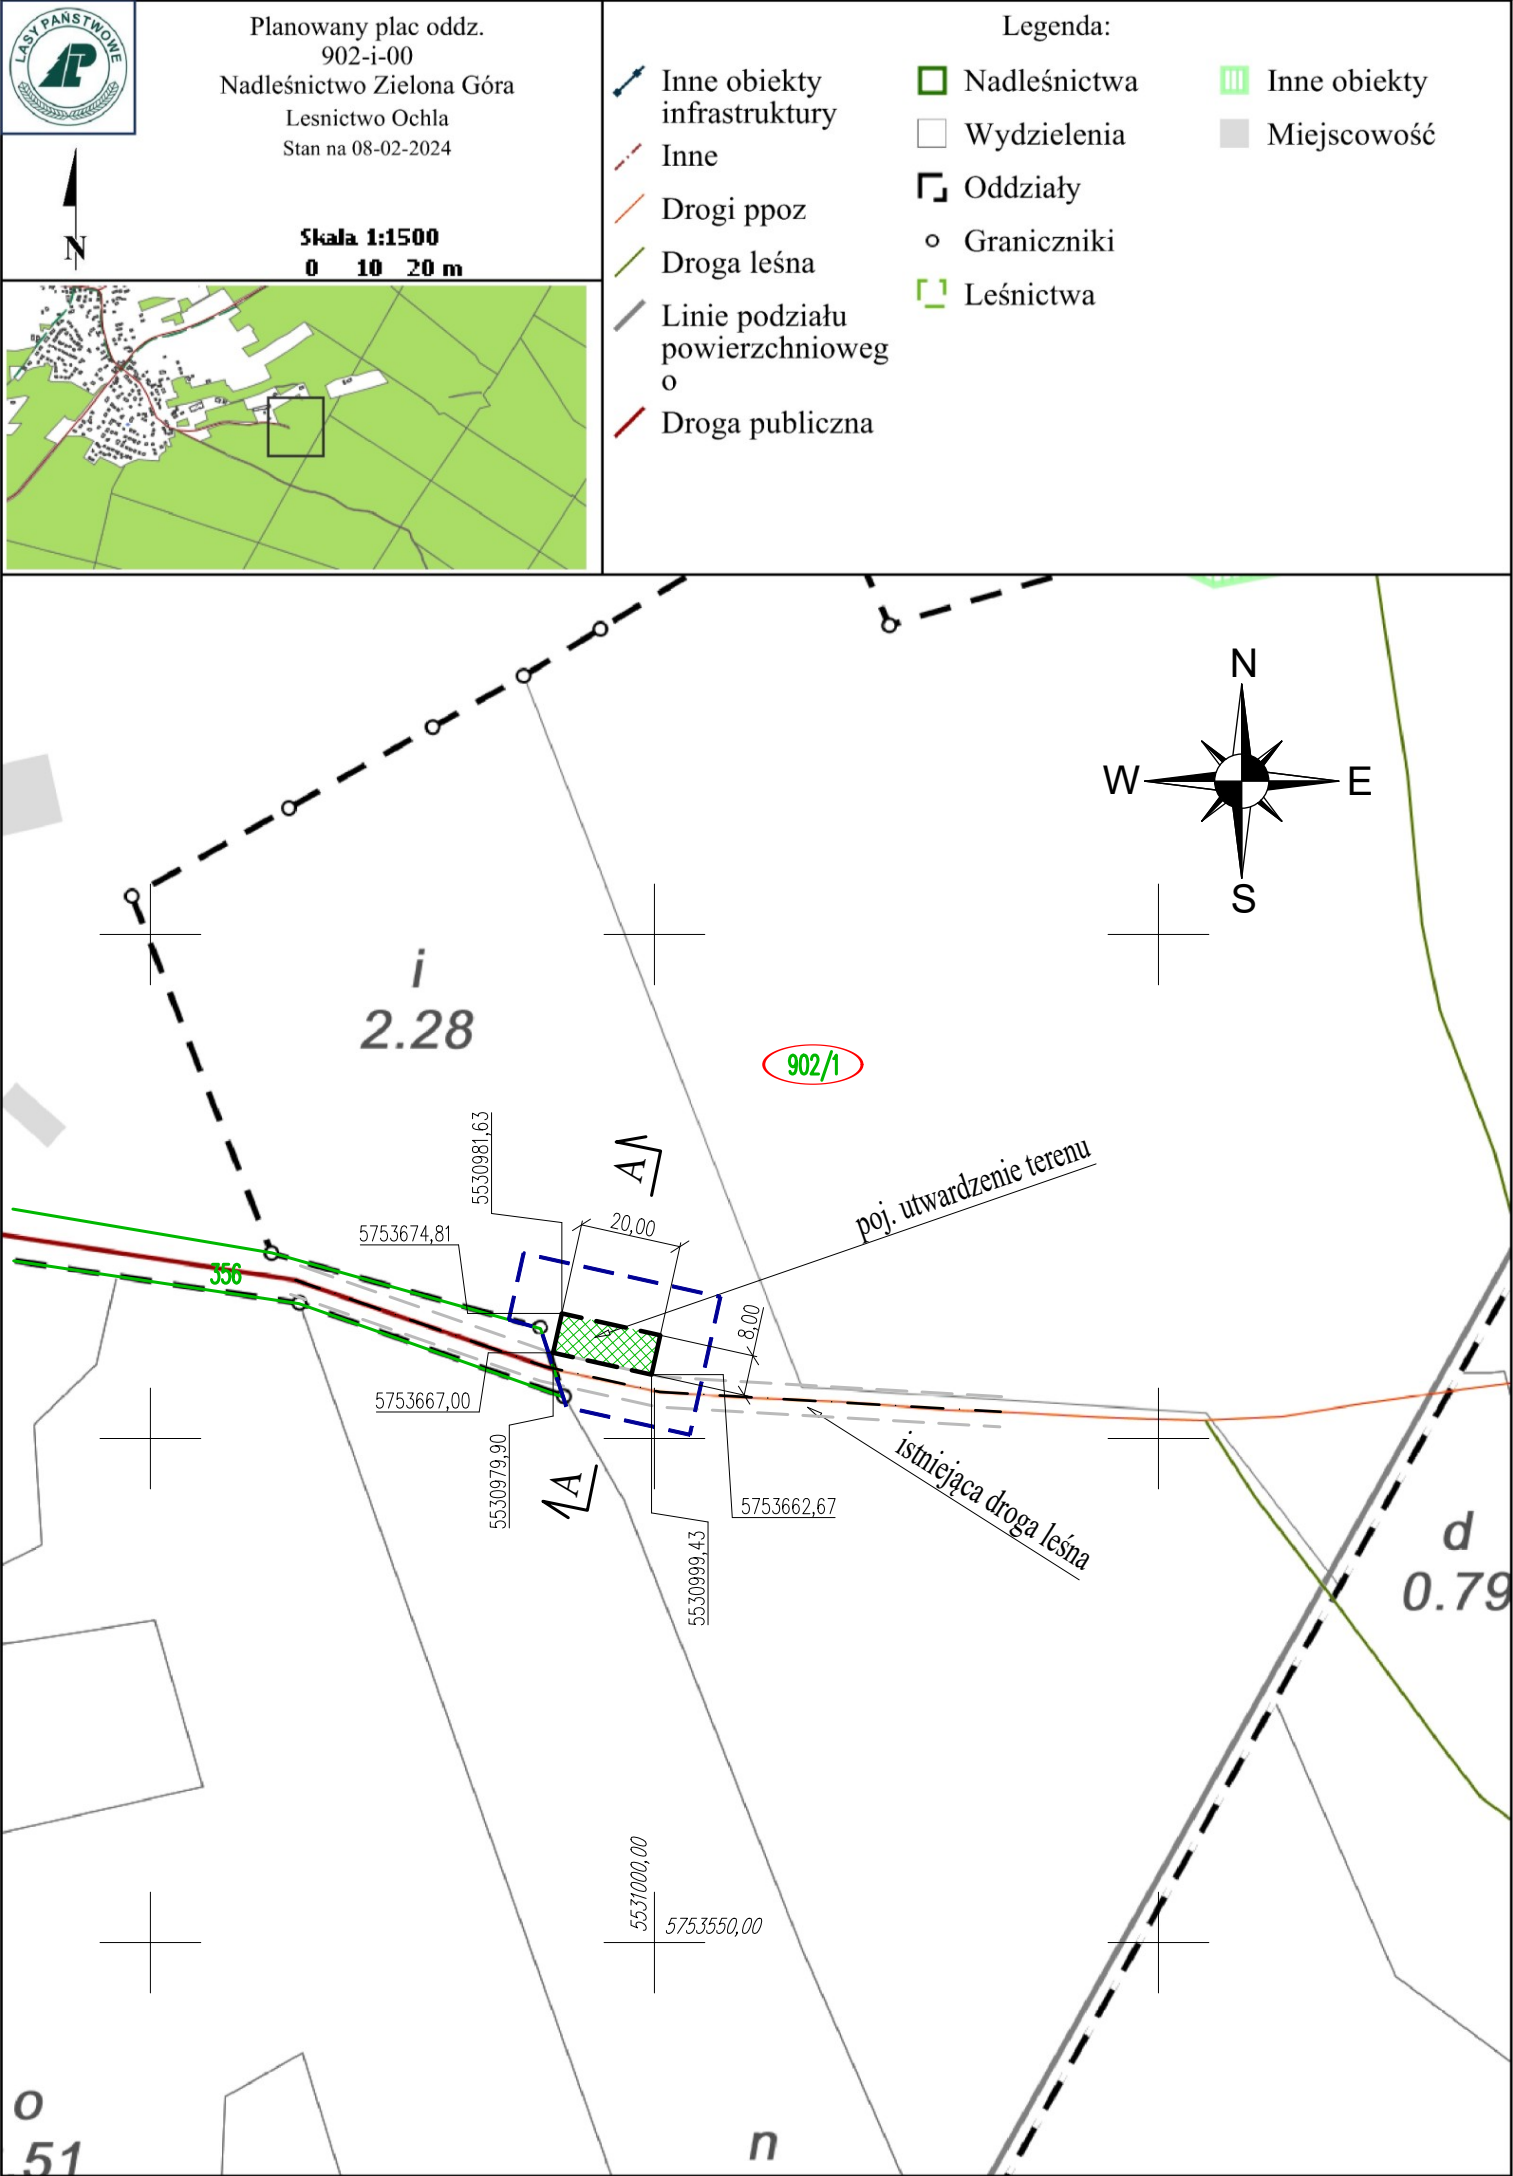 LASY PAŃSTWOWE
Planowany plac oddz.
902-i-00
Nadleśnictwo Zielona Góra
Lesnictwo Ochla
Stan na 08-02-2024
N
Skala 1:1500
0 10 20 m
Legenda:
Inne obiekty
infrastruktury
Inne
Drogi ppoz
Droga leśna
Linie podziału
powierzchnioweg
o
Droga publiczna
Nadleśnictwa
Wydzielenia
Oddziały
Graniczniki
Leśnictwa
Inne obiekty
Miejscowość
N
W
E
S
i
2.28
902/1
5530981,63
A
poj. utwardzenie terenu
20,00
5753674,81
356
8,00
5753667,00
5530979,90
A
istniejąca droga leśna
5753662,67
5530999,43
d
0.79
5531000,00
5753550,00
o
.51
n